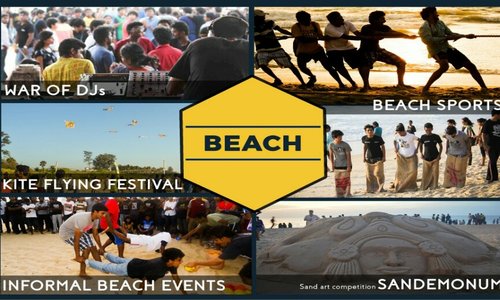 WAR OF DJs
BEACH SPORTS
BEACH
KITE FLYING FESTIVAL
INFORMAL BEACH EVENTS
Sand art competition SANDEMONUM